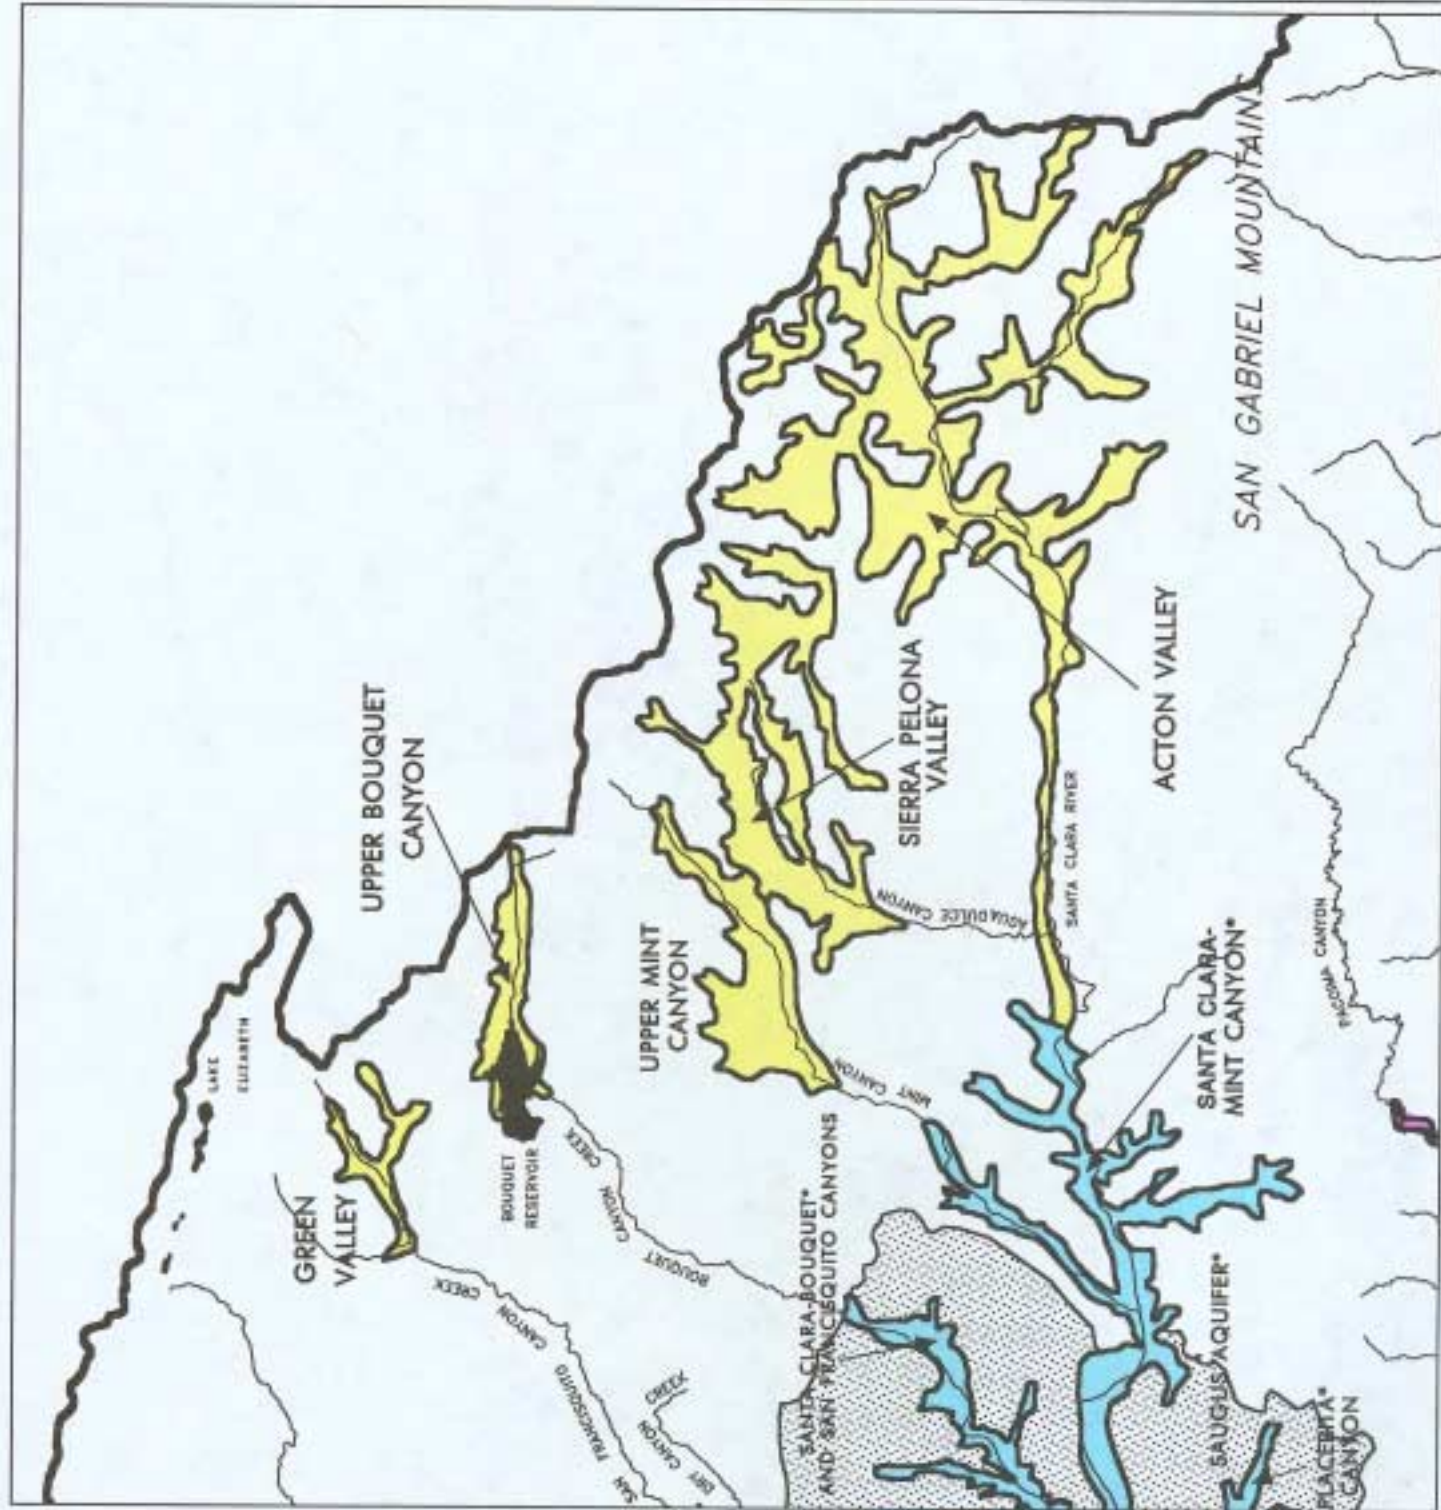 SAN GABRIEL MOUNTAINS
UPPER BOUQUET
CANYON
LAKE
ELIZABETH
GREEN
VALLEY
BOUQUET
RESERVOIR
UPPER MINT
CANYON
SIERRA PELONA
VALLEY
ACTON VALLEY
AGUA DULCE CANYON
SANTA CLARA RIVER
MINT CANYON
SANTA CLARA-
MINT CANYON*
PACOIMA CANYON
BOUQUET CANYON CREEK
SAN FRANCISQUITO CANYON CREEK
DRY CANYON CREEK
SANTA CLARA-BOUQUET*
AND SAN FRANCISQUITO CANYONS
SAUGUS AQUIFER*
PLACERITA*
CANYON